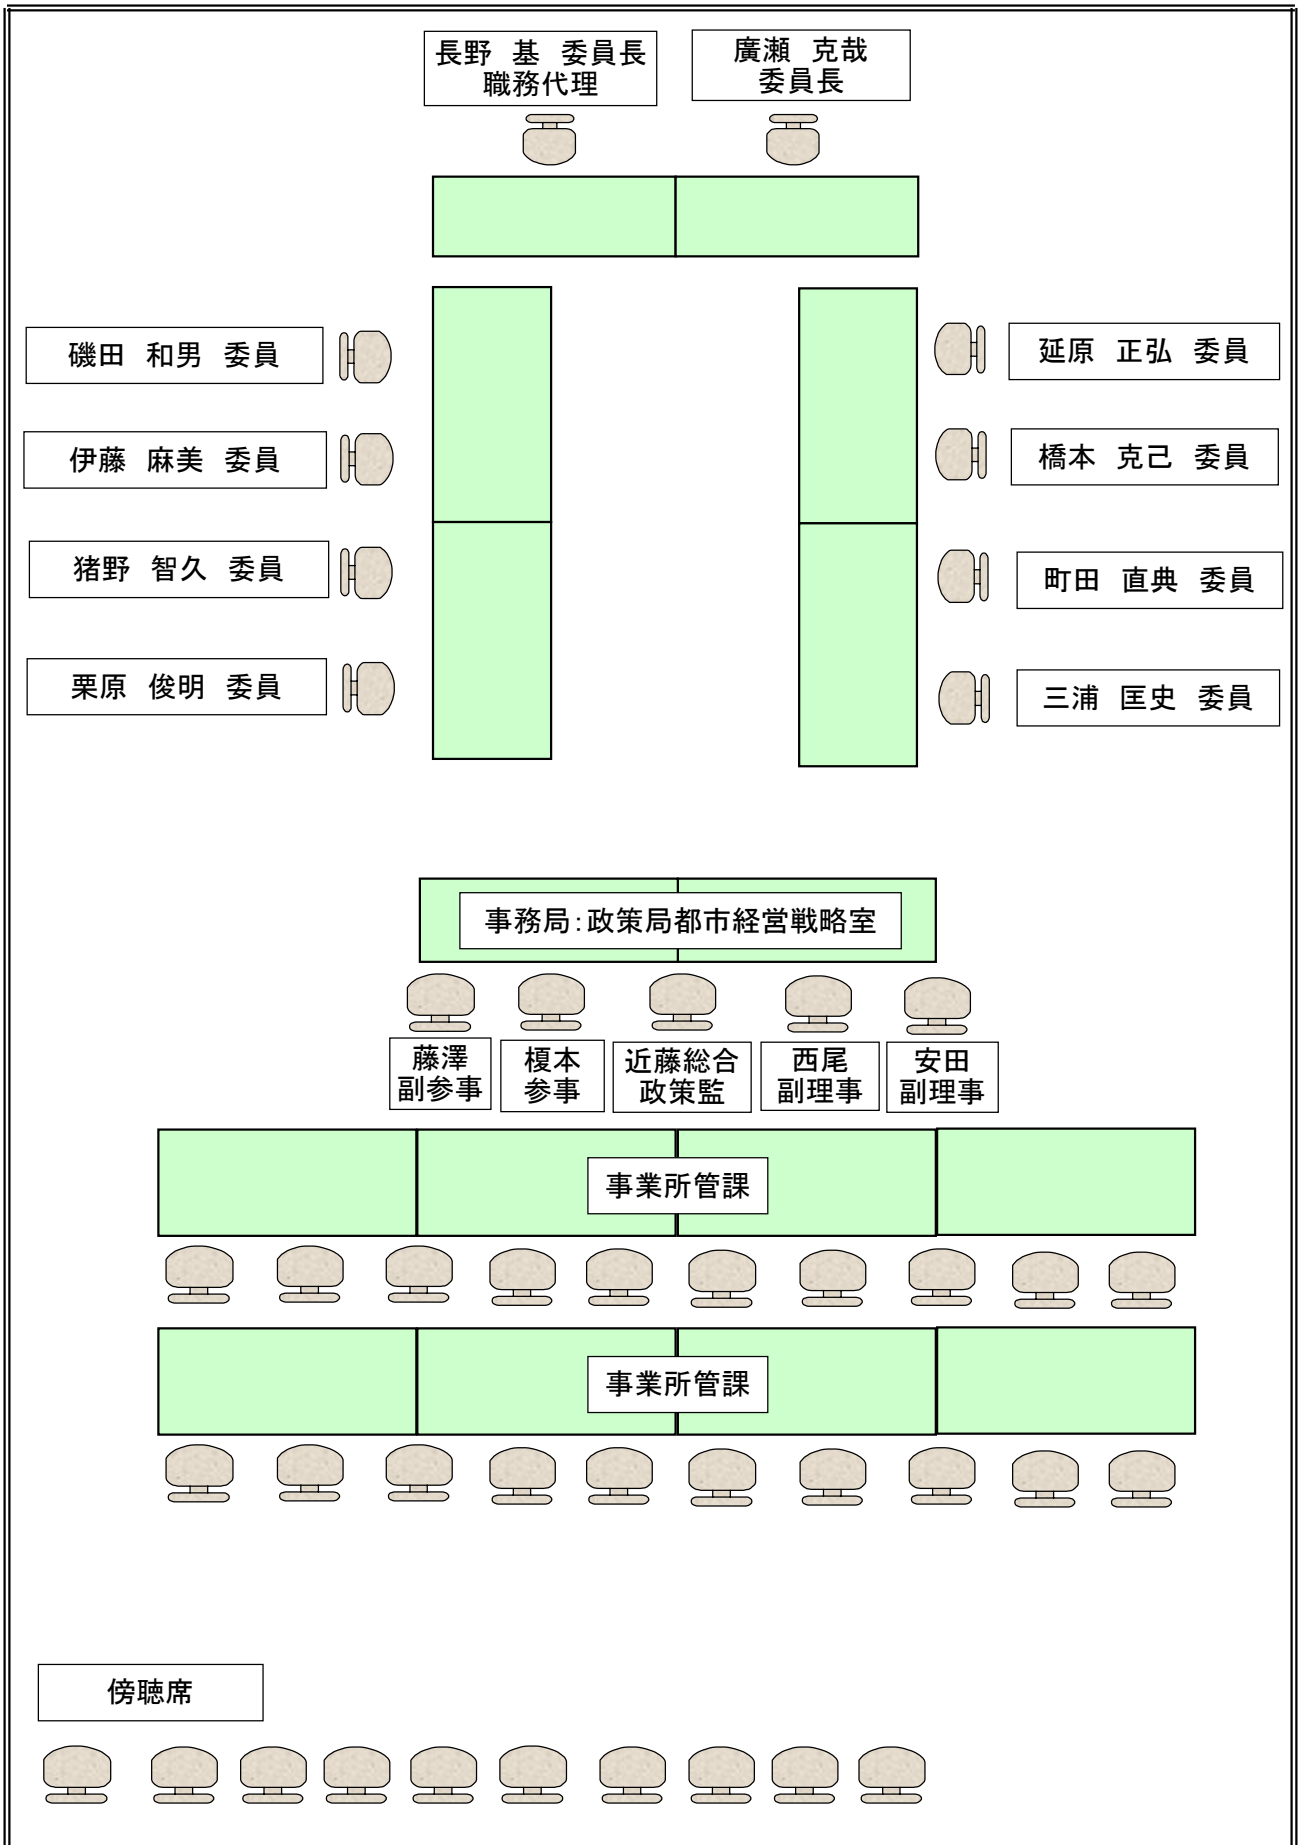 長野　基　委員長
職務代理
廣瀬　克哉
委員長
磯田　和男　委員
延原　正弘　委員
伊藤　麻美　委員
橋本　克己　委員
猪野　智久　委員
町田　直典　委員
栗原　俊明　委員
三浦　匡史　委員
事務局：政策局都市経営戦略室
藤澤
副参事
榎本
参事
近藤総合
政策監
西尾
副理事
安田
副理事
事業所管課
事業所管課
傍聴席